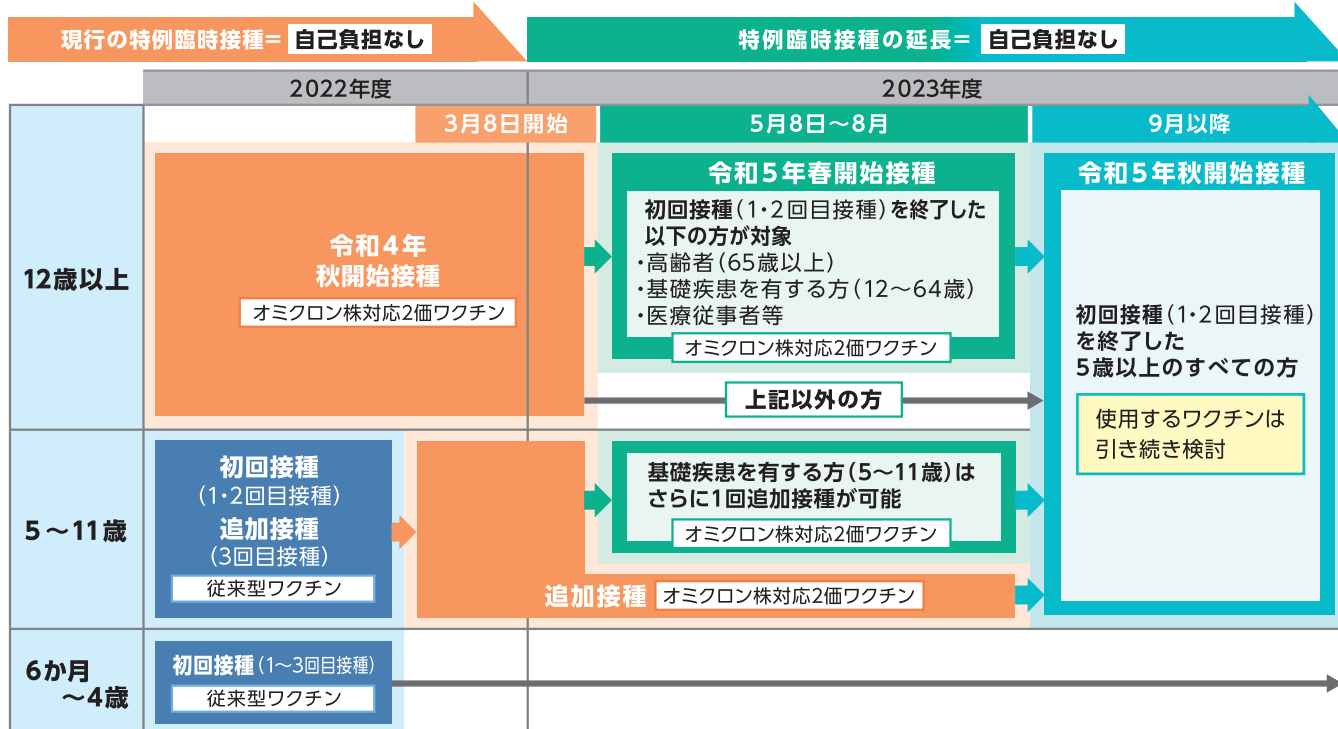 現行の特例臨時接種= 自己負担なし
特例臨時接種の延長= 自己負担なし
2022年度
2023年度
3月8日開始
5月8日～8月
9月以降
12歳以上
令和4年
秋開始接種
オミクロン株対応2価ワクチン
令和5年春開始接種
初回接種(1・2回目接種)を終了した
以下の方が対象
・高齢者(65歳以上)
・基礎疾患を有する方(12～64歳)
・医療従事者等
オミクロン株対応2価ワクチン
上記以外の方
令和5年秋開始接種
初回接種(1・2回目接種)
を終了した
5歳以上のすべての方
使用するワクチンは
引き続き検討
5～11歳
初回接種
(1・2回目接種)
追加接種
(3回目接種)
従来型ワクチン
基礎疾患を有する方(5～11歳)は
さらに1回追加接種が可能
オミクロン株対応2価ワクチン
追加接種 オミクロン株対応2価ワクチン
6か月
～4歳
初回接種(1～3回目接種)
従来型ワクチン